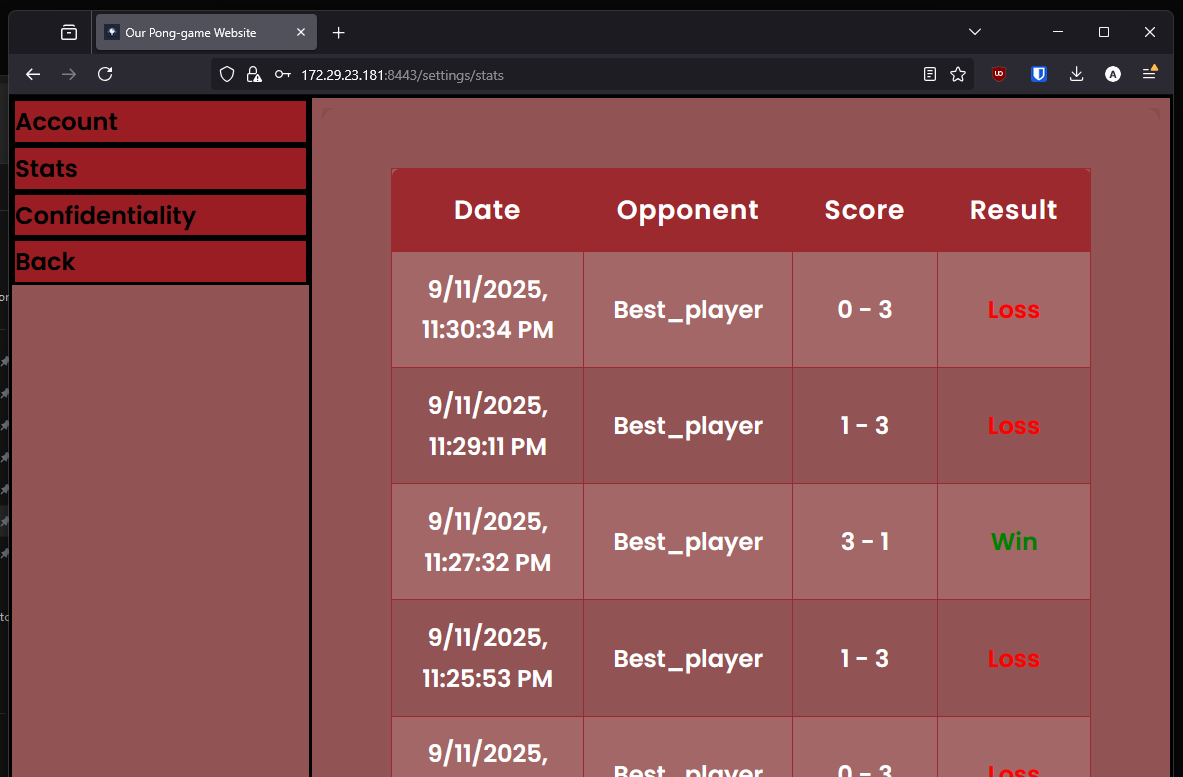 Our Pong-game Website
172.29.23.181:8443/settings/stats
Account
Stats
Confidentiality
Back
Date Opponent Score Result
9/11/2025,
11:30:34 PM
Best_player 0 - 3 Loss
9/11/2025,
11:29:11 PM
Best_player 1 - 3 Loss
9/11/2025,
11:27:32 PM
Best_player 3 - 1 Win
9/11/2025,
11:25:53 PM
Best_player 1 - 3 Loss
9/11/2025,
Best_player 0 - 3 Loss